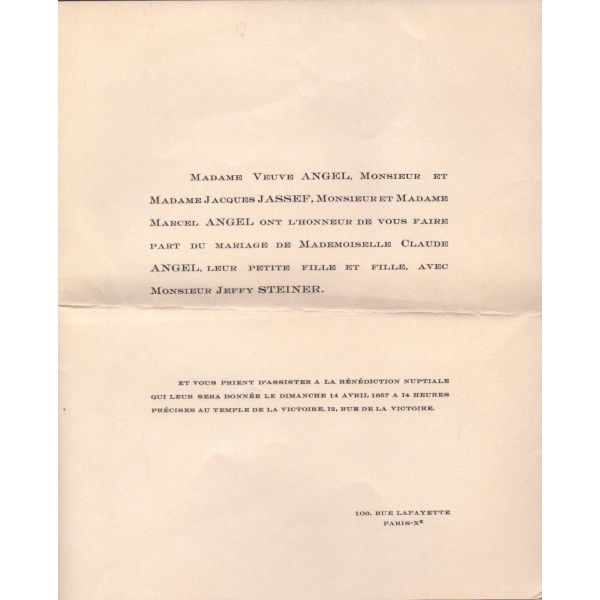 Madame Veuve ANGEL, Monsieur et
Madame Jacques JASSEF, Monsieur et Madame
Marcel ANGEL ont l'honneur de vous faire
part du mariage de Mademoiselle Claude
ANGEL, leur petite fille et fille, avec
Monsieur Jeffy STEINER.
et vous prient d'assister a la bénédiction nuptiale
qui leur sera donnée le dimanche 14 avril 1957 a 14 heures
précises au temple de la victoire, 12, rue de la victoire.
106, rue Lafayette
Paris-Xe